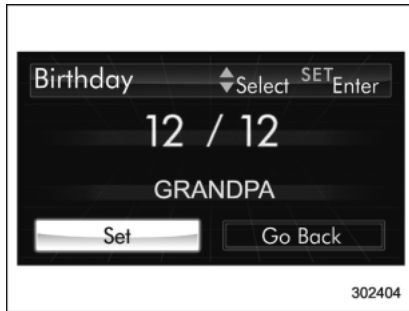 Birthday Select SET Enter
12 / 12
GRANDPA
Set Go Back
302404